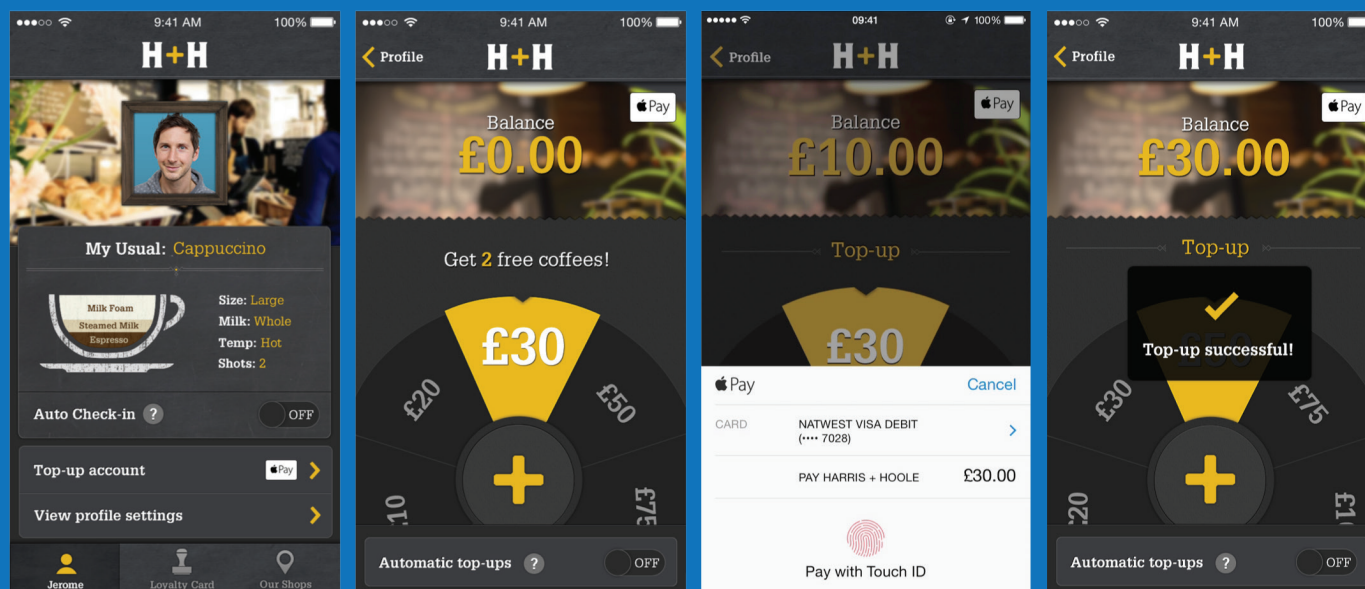 9:41 AM
100%
H+H
My Usual: Cappuccino
Milk Foam
Steamed Milk
Espresso
Size: Large
Milk: Whole
Temp: Hot
Shots: 2
Auto Check-in ?
OFF
Top-up account
Pay
View profile settings
Jerome
Loyalty Card
Our Shops
9:41 AM
100%
Profile
H+H
Pay
Balance
£0.00
Get 2 free coffees!
£10
£20
£30
£50
£75
Automatic top-ups ?
OFF
09:41
100%
Profile
H+H
Pay
Balance
£10.00
Top-up
£30
Pay
Cancel
CARD
NATWEST VISA DEBIT
(•••• 7028)
PAY HARRIS + HOOLE
£30.00
Pay with Touch ID
9:41 AM
100%
Profile
H+H
Pay
Balance
£30.00
Top-up
Top-up successful!
£20
£30
£50
£75
Automatic top-ups ?
OFF